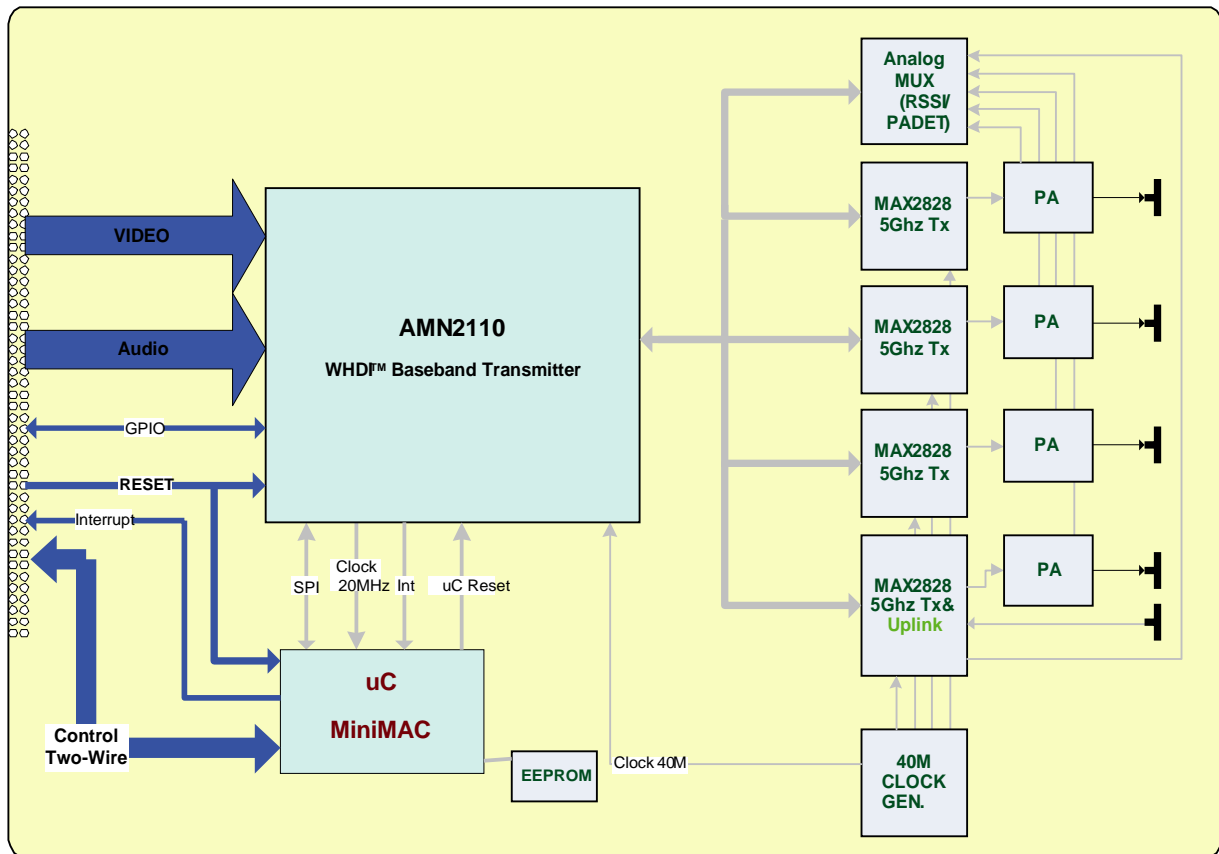 Analog
MUX
(RSSI/
PADET)
MAX2828
5Ghz Tx
PA
VIDEO
AMN2110
WHDI™ Baseband Transmitter
Audio
MAX2828
5Ghz Tx
PA
GPIO
MAX2828
5Ghz Tx
PA
RESET
Interrupt
SPI
Clock
20MHz
Int
uC Reset
MAX2828
5Ghz Tx&
Uplink
PA
uC
MiniMAC
Control
Two-Wire
EEPROM
Clock 40M
40M
CLOCK
GEN.